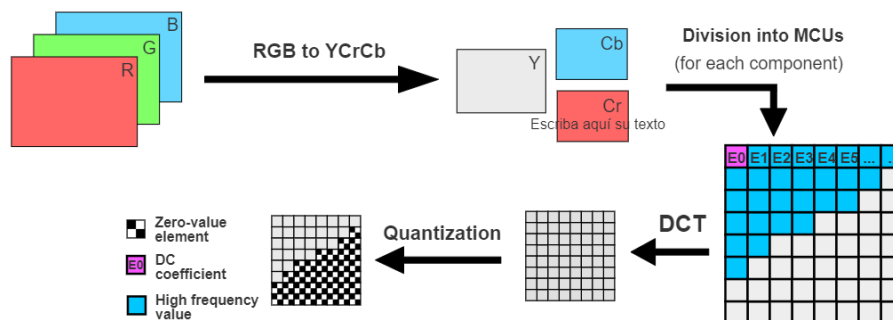 B
G
R
RGB to YCrCb
Y
Cb
Cr
Escriba aquí su texto
Division into MCUs
(for each component)
E0 E1 E2 E3 E4 E5 ... .
DCT
Quantization
Zero-value
element
E0 DC
coefficient
High frequency
value